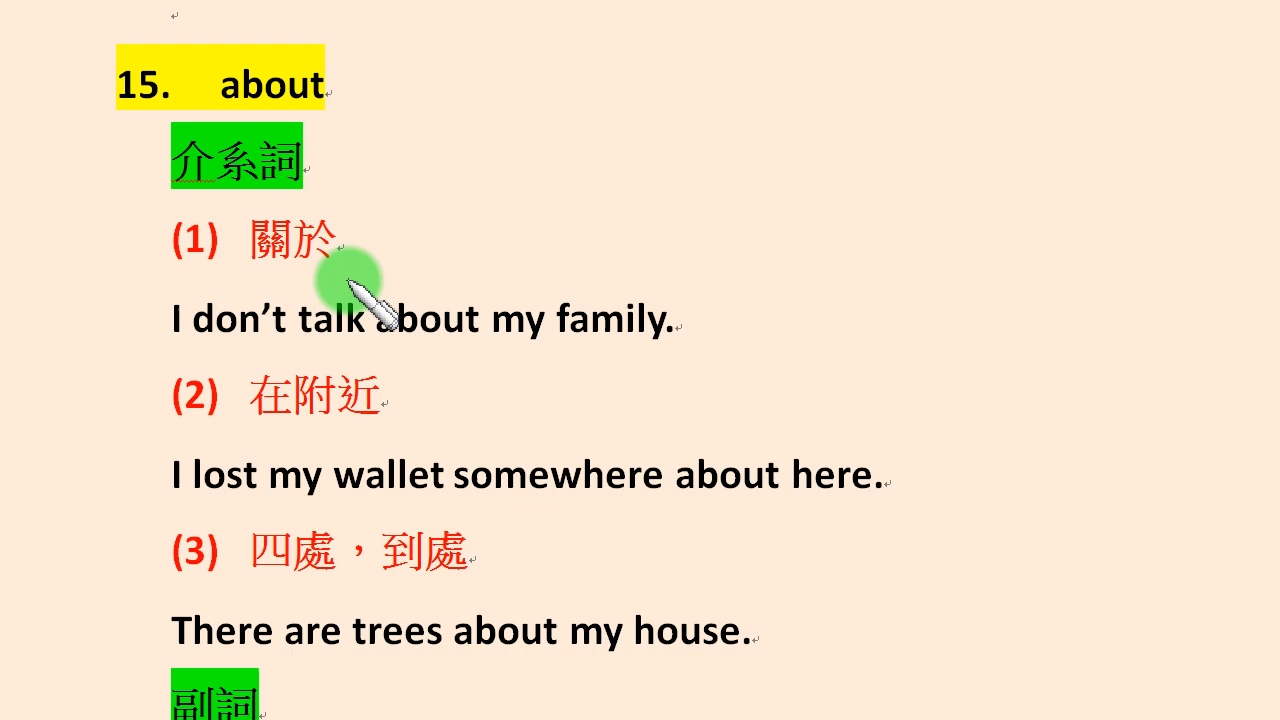 15. about
介系詞
(1) 關於
I don’t talk about my family.
(2) 在附近
I lost my wallet somewhere about here.
(3) 四處，到處
There are trees about my house.
副詞